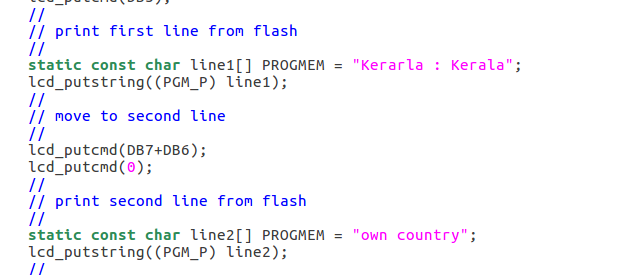 lcd_putcmd(DB3);
//
// print first line from flash
//
static const char line1[] PROGMEM = "Kerarla : Kerala";
lcd_putstring((PGM_P) line1);
//
// move to second line
//
lcd_putcmd(DB7+DB6);
lcd_putcmd(0);
//
// print second line from flash
//
static const char line2[] PROGMEM = "own country";
lcd_putstring((PGM_P) line2);
//